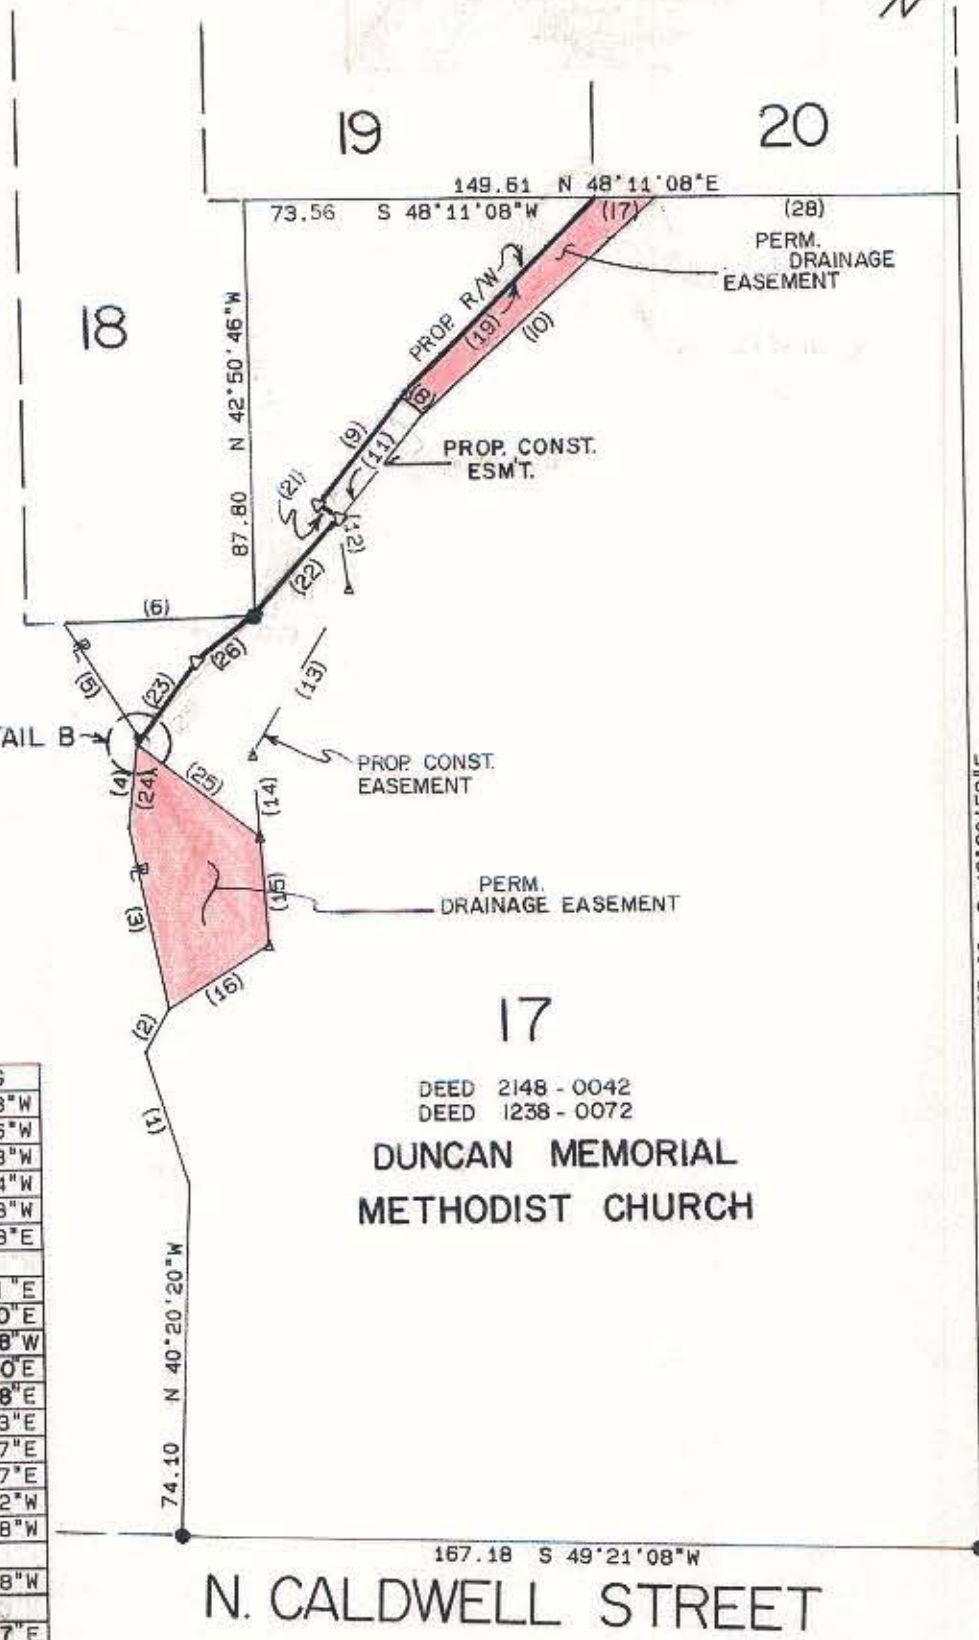 19
20
149.61 N 48°11'08"E
73.56 S 48°11'08"W
(17)
(28)
PERM.
DRAINAGE
EASEMENT
PROP. R/W
(19)
(10)
18
N 42°50'46"W
87.80
(18)
(9)
(11)
PROP. CONST.
ESM'T.
(21)
(12)
(22)
(6)
(26)
(5)
(23)
(13)
AIL B
PROP. CONST.
EASEMENT
(4)
(24)
(25)
(14)
(3)
(15)
PERM.
DRAINAGE EASEMENT
(16)
(2)
17
(1)
DEED 2148-0042
DEED 1238-0072
DUNCAN MEMORIAL
METHODIST CHURCH
N 40°20'20"W
74.10
167.18 S 49°21'08"W
N. CALDWELL STREET